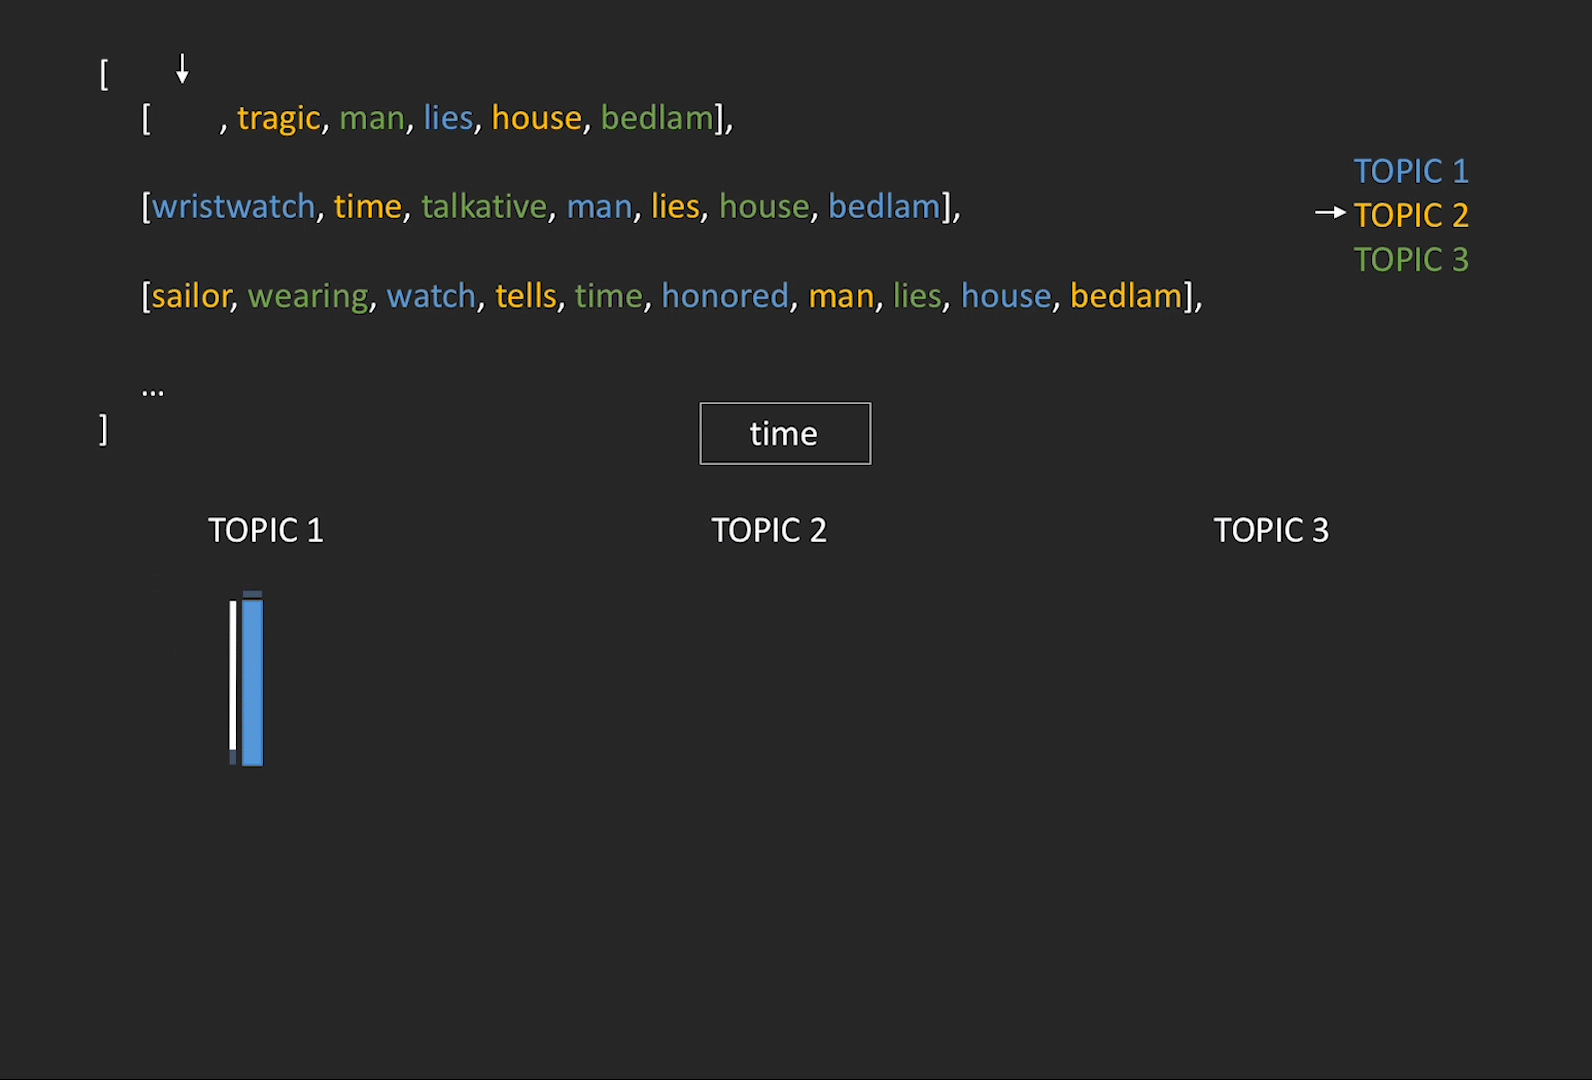 [
[ , tragic, man, lies, house, bedlam],
TOPIC 1
[wristwatch, time, talkative, man, lies, house, bedlam],
TOPIC 2
TOPIC 3
[sailor, wearing, watch, tells, time, honored, man, lies, house, bedlam],
...
]
time
TOPIC 1 TOPIC 2 TOPIC 3